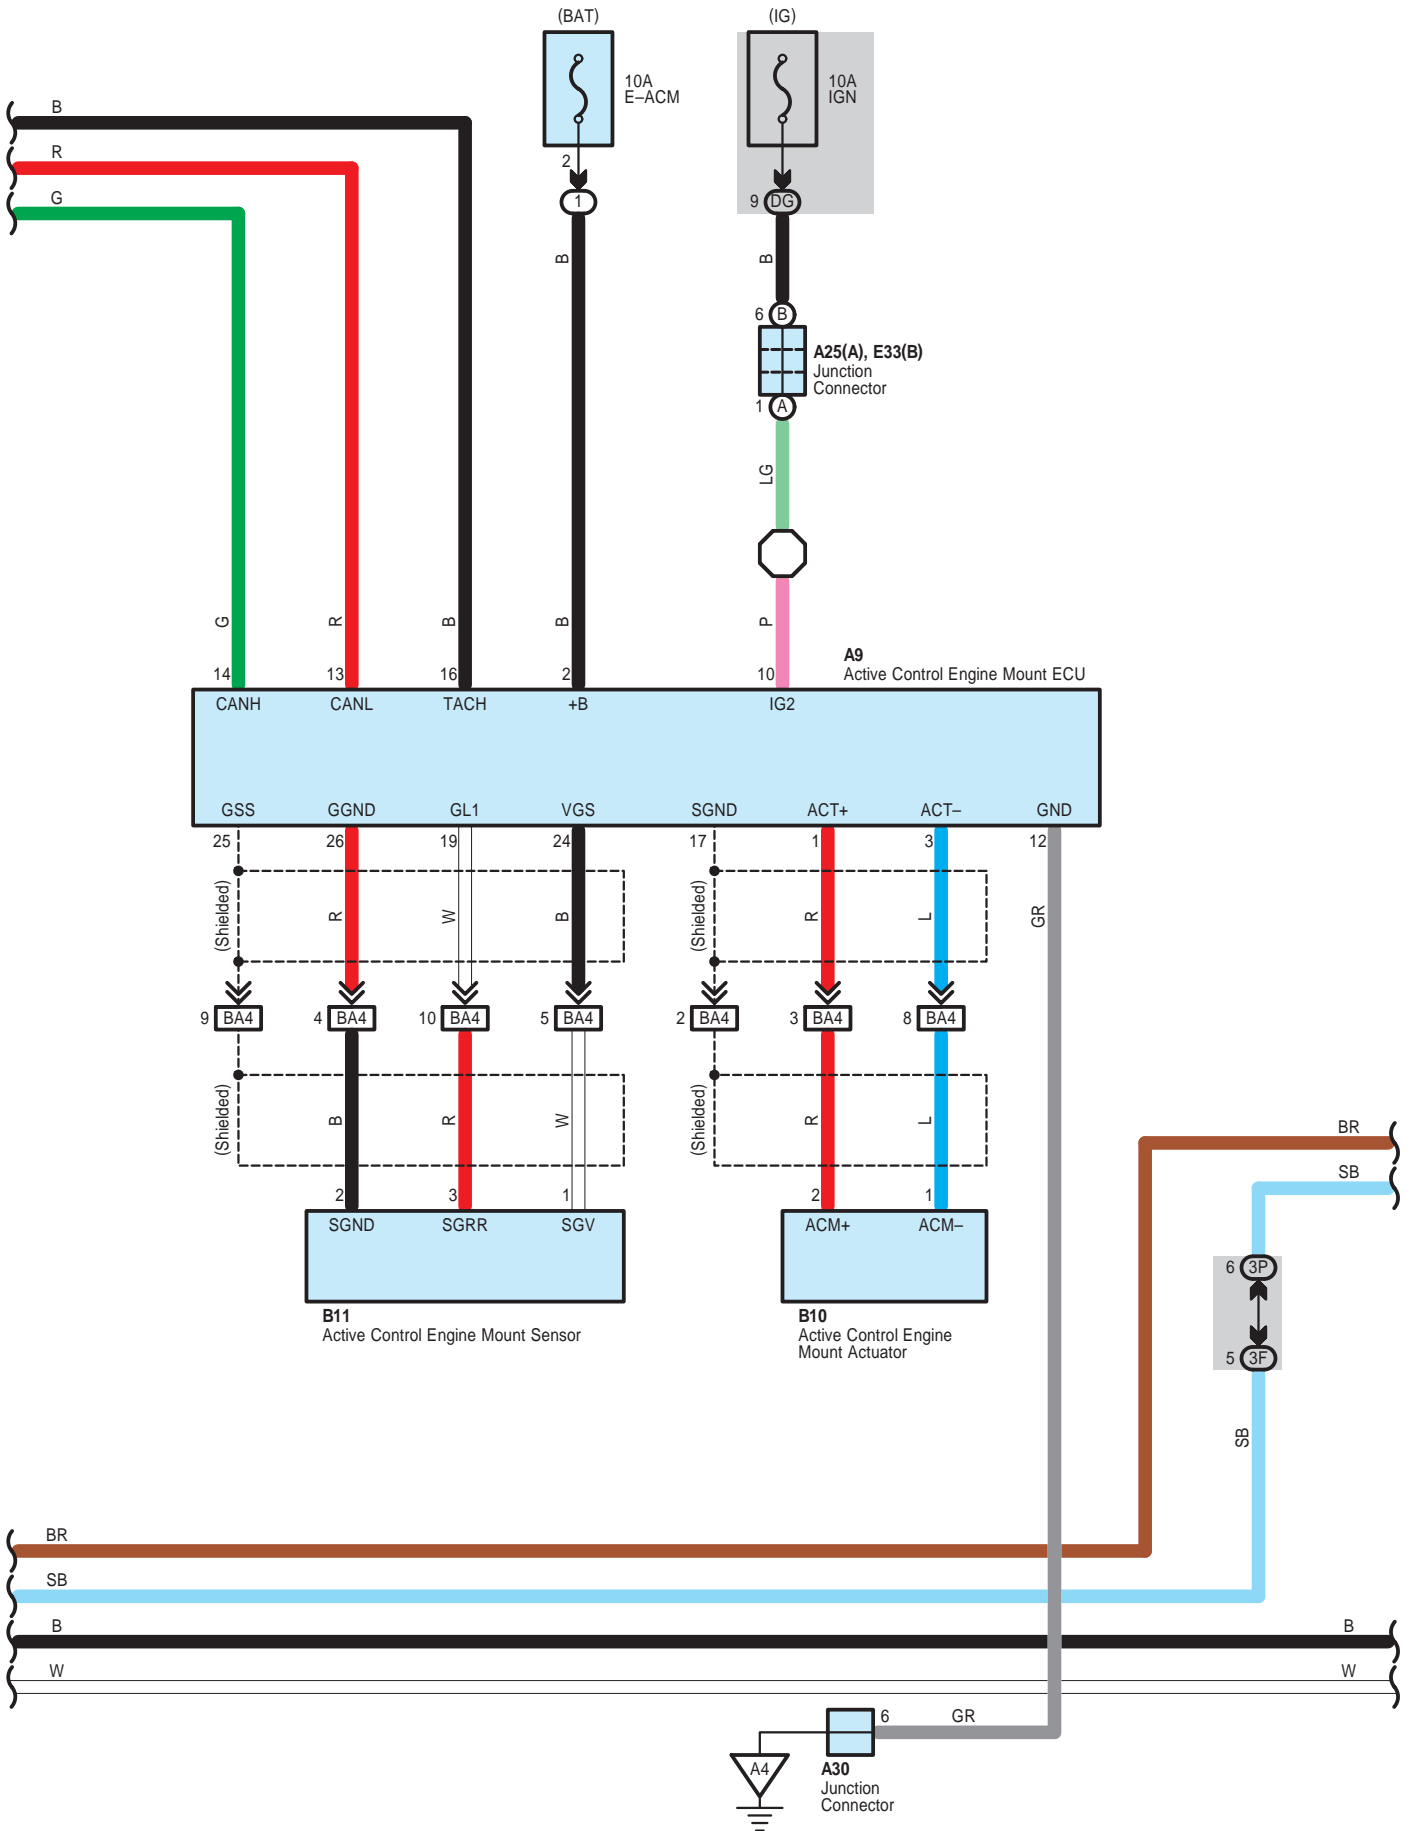 (BAT)
(IG)
10A
E–ACM
10A
IGN
B
R
G
2
1
9
DG
B
B
6
B
A25(A), E33(B)
Junction
Connector
1
A
LG
G
R
B
B
P
A9
Active Control Engine Mount ECU
14
13
16
2
10
CANH
CANL
TACH
+B
IG2
GSS
GGND
GL1
VGS
SGND
ACT+
ACT–
GND
25
26
19
24
17
1
3
12
(Shielded)
R
W
B
(Shielded)
R
L
GR
9 BA4
4 BA4
10 BA4
5 BA4
2 BA4
3 BA4
8 BA4
(Shielded)
B
R
W
(Shielded)
R
L
BR
SB
2
3
1
2
1
SGND
SGRR
SGV
ACM+
ACM–
6 3P
B11
Active Control Engine Mount Sensor
B10
Active Control Engine
Mount Actuator
5 3F
SB
BR
SB
B
B
W
W
6
GR
A4
A30
Junction
Connector